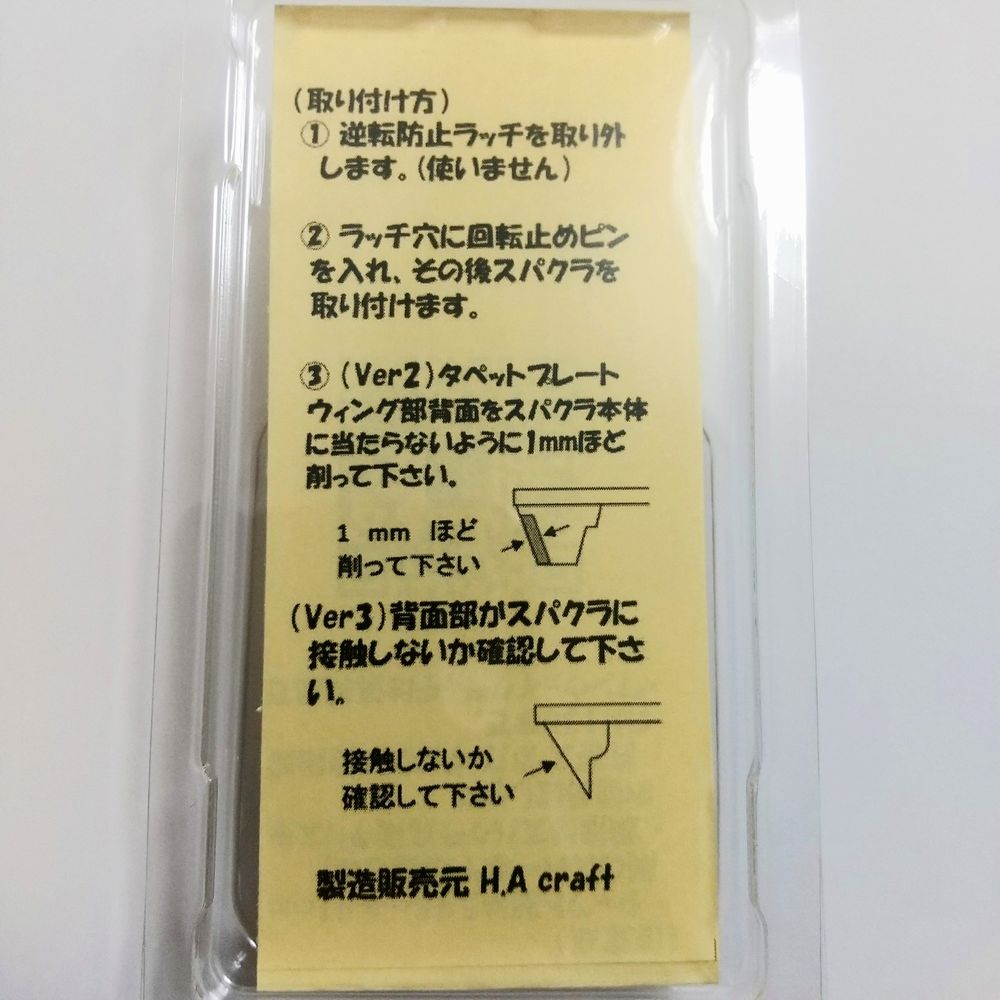 (取り付け方)
① 逆転防止ラッチを取り外
します。(使いません)
② ラッチ穴に回転止めピン
を入れ、その後スパクラを
取り付けます。
③ (Ver2)タペットプレート
ウィング部背面をスパクラ本体
に当たらないように1mmほど
削って下さい。
1 mm ほど
削って下さい
(Ver3)背面部がスパクラに
接触しないか確認して下さ
い。
接触しないか
確認して下さい
製造販売元 H.A craft